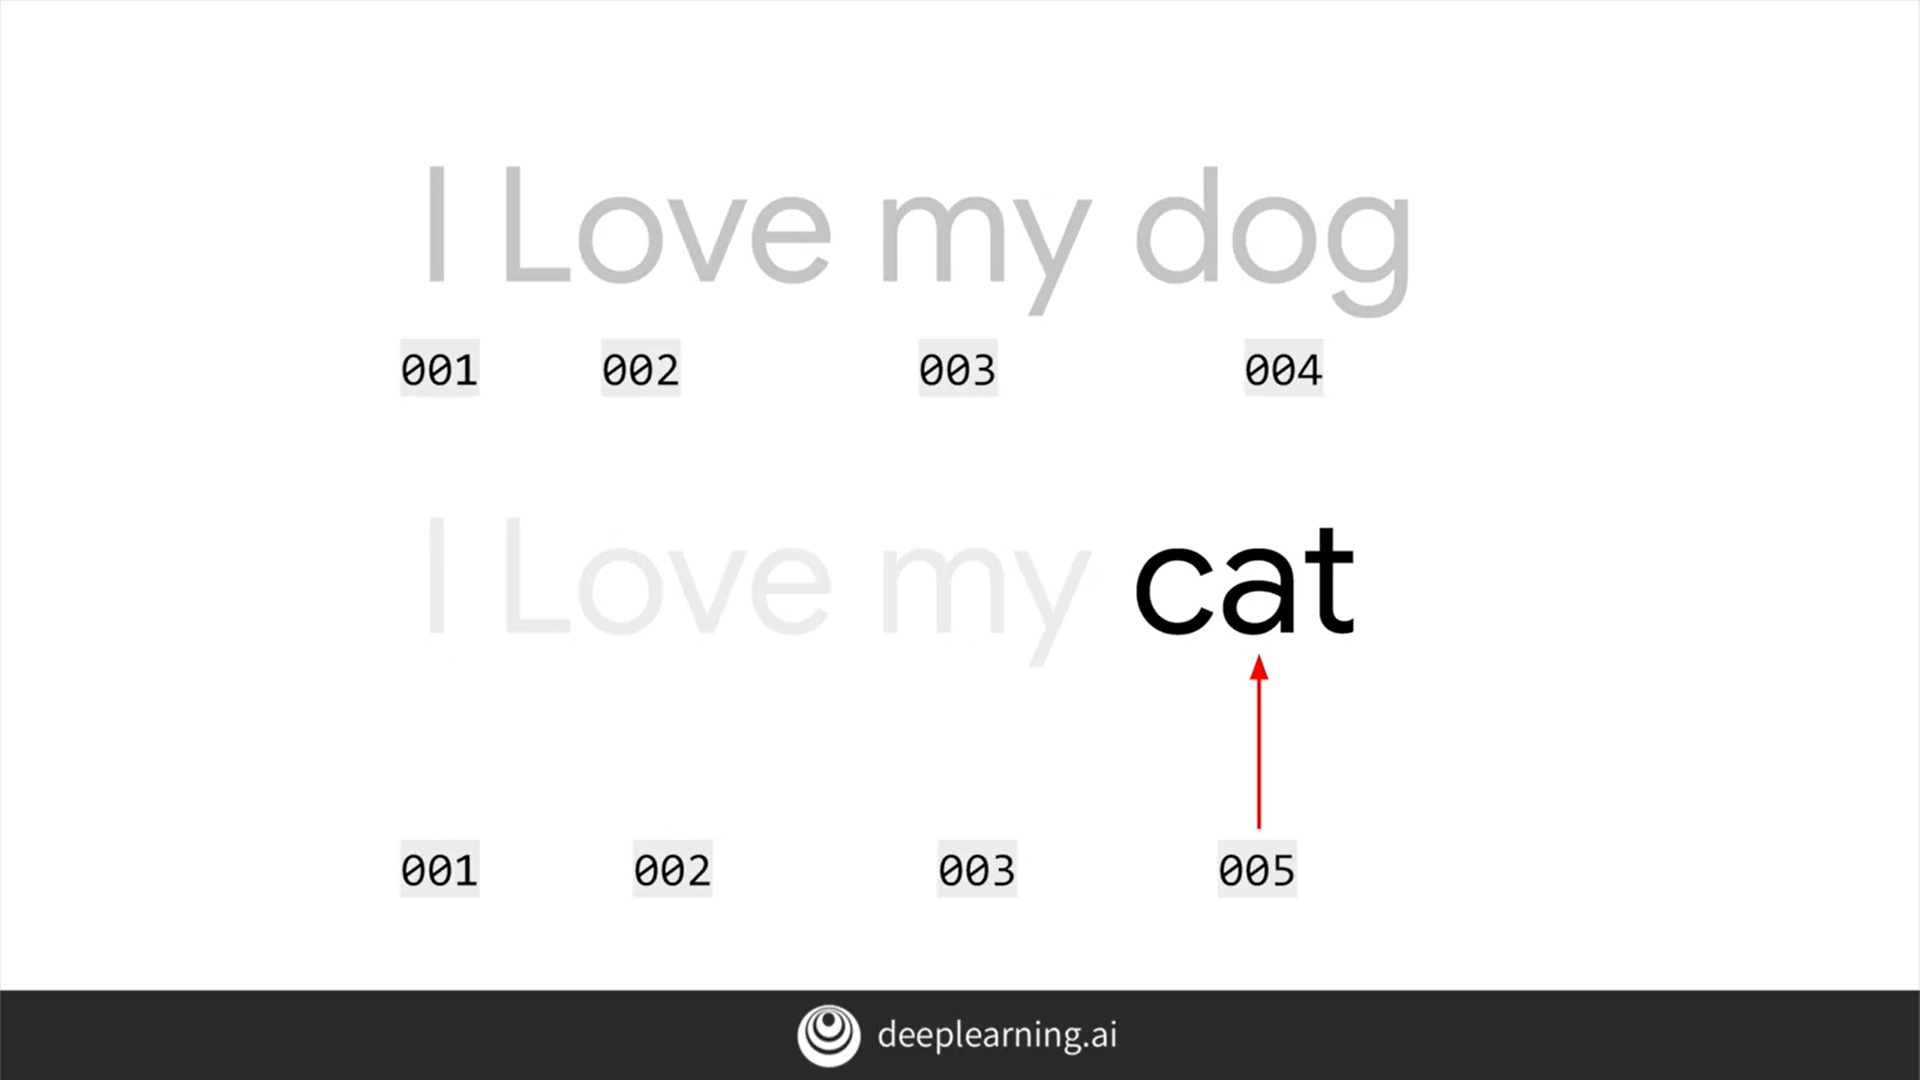 I Love my dog
001 002 003 004
I Love my cat
001 002 003 005
deeplearning.ai